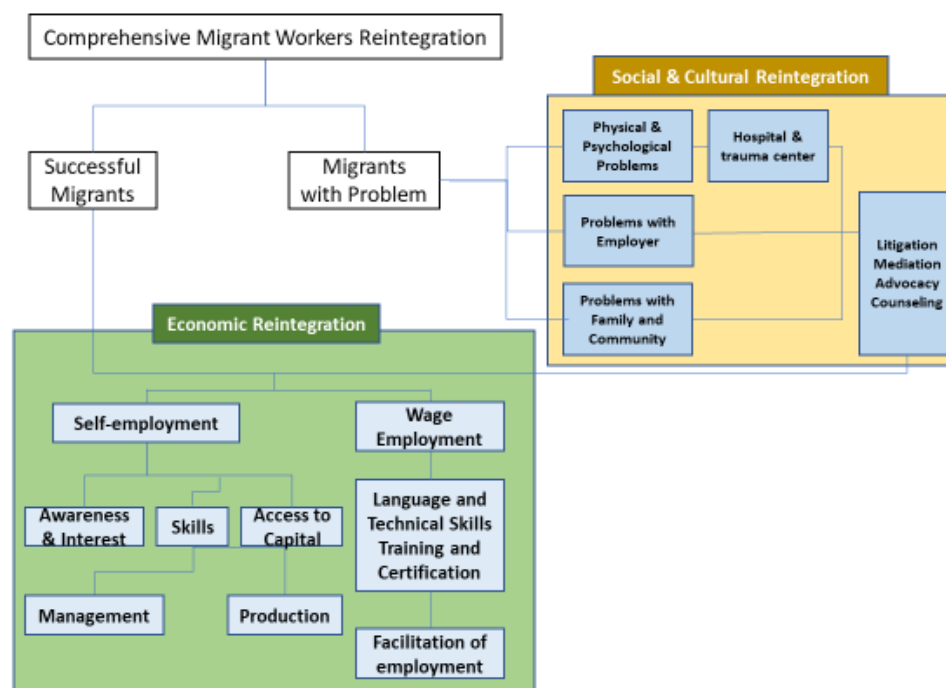 Comprehensive Migrant Workers Reintegration
Social & Cultural Reintegration
Successful
Migrants
Migrants
with Problem
Physical &
Psychological
Problems
Hospital &
trauma center
Problems with
Employer
Problems with
Family and
Community
Litigation
Mediation
Advocacy
Counseling
Economic Reintegration
Self-employment
Wage
Employment
Awareness
& Interest
Skills
Access to
Capital
Language and
Technical Skills
Training and
Certification
Management
Production
Facilitation of
employment